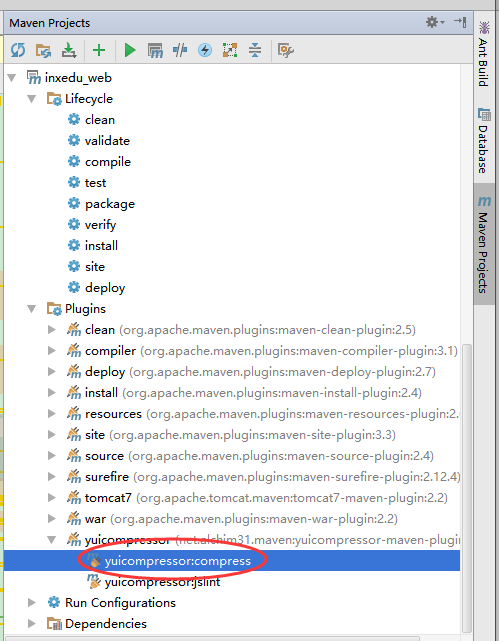 Maven Projects
inxedu_web
Lifecycle
clean
validate
compile
test
package
verify
install
site
deploy
Plugins
clean (org.apache.maven.plugins:maven-clean-plugin:2.5)
compiler (org.apache.maven.plugins:maven-compiler-plugin:3.1)
deploy (org.apache.maven.plugins:maven-deploy-plugin:2.7)
install (org.apache.maven.plugins:maven-install-plugin:2.4)
resources (org.apache.maven.plugins:maven-resources-plugin:2.
site (org.apache.maven.plugins:maven-site-plugin:3.3)
source (org.apache.maven.plugins:maven-source-plugin:2.4)
surefire (org.apache.maven.plugins:maven-surefire-plugin:2.12.4)
tomcat7 (org.apache.tomcat.maven:tomcat7-maven-plugin:2.2)
war (org.apache.maven.plugins:maven-war-plugin:2.2)
yuicompressor (net.alchim31.maven:yuicompressor-maven-plugin
yuicompressor:compress
yuicompressor:jslint
Run Configurations
Dependencies
Ant Build
Database
Maven Projects